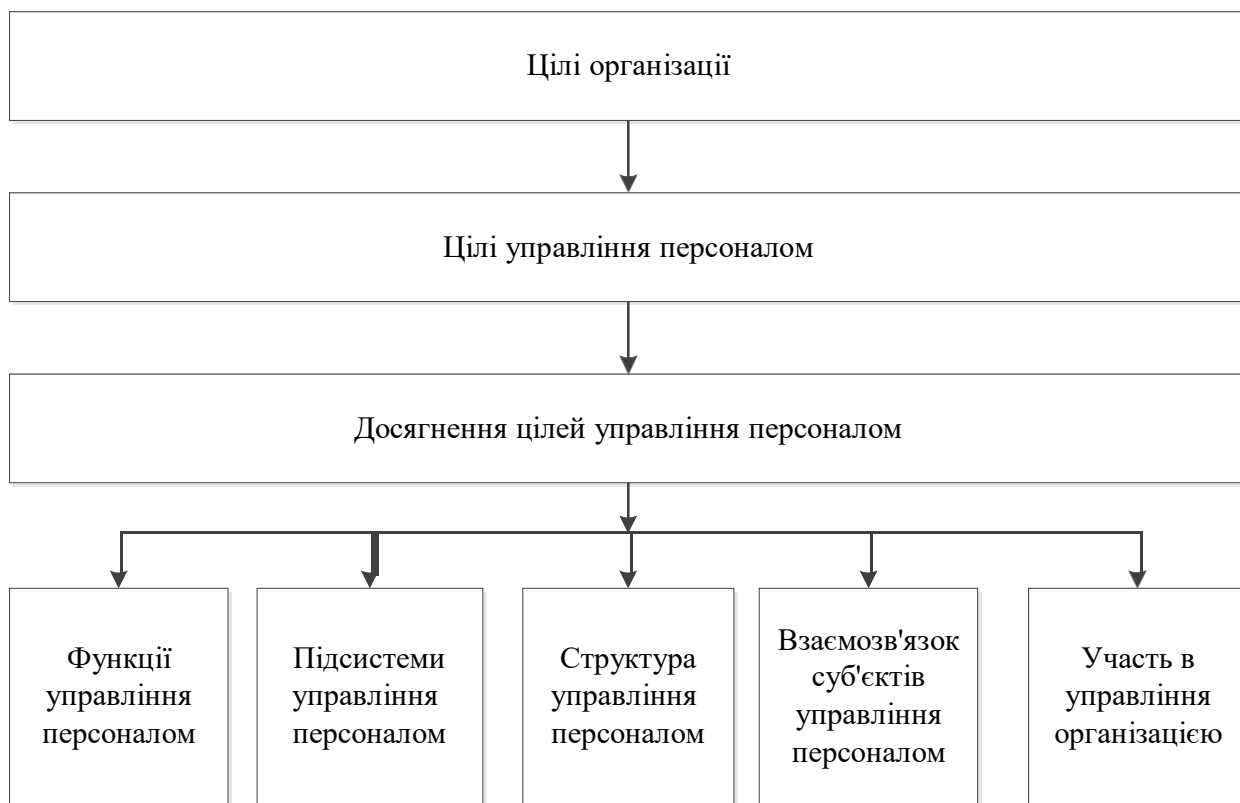 Цілі організації
Цілі управління персоналом
Досягнення цілей управління персоналом
Функції
управління
персоналом
Підсистеми
управління
персоналом
Структура
управління
персоналом
Взаємозв'язок
суб'єктів
управління
персоналом
Участь в
управління
організацією